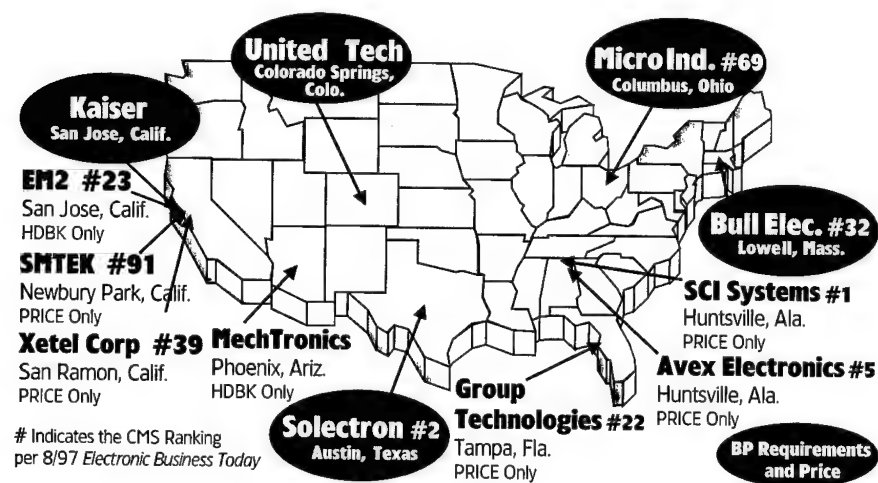 United Tech
Colorado Springs,
Colo.
Micro Ind. #69
Columbus, Ohio
Kaiser
San Jose, Calif.
EM2 #23
San Jose, Calif.
HDBK Only
SMTEK #91
Newbury Park, Calif.
PRICE Only
Xetel Corp #39
San Ramon, Calif.
PRICE Only
MechTronics
Phoenix, Ariz.
HDBK Only
Solectron #2
Austin, Texas
Group
Technologies #22
Tampa, Fla.
PRICE Only
Bull Elec. #32
Lowell, Mass.
SCI Systems #1
Huntsville, Ala.
PRICE Only
Avex Electronics #5
Huntsville, Ala.
PRICE Only
# Indicates the CMS Ranking
per 8/97 Electronic Business Today
BP Requirements
and Price